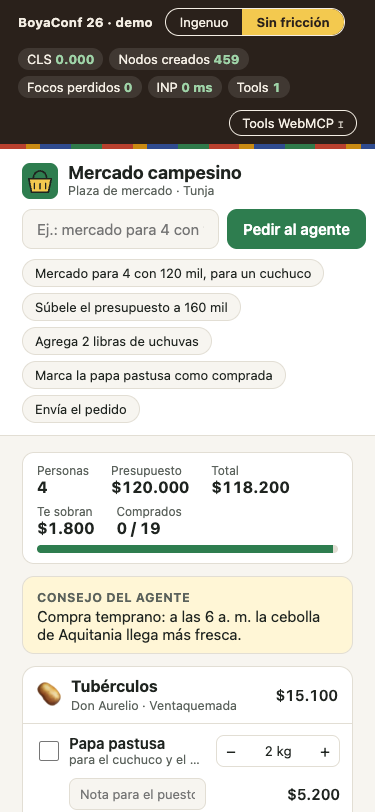 BoyaConf 26 · demo
Ingenuo
Sin fricción
CLS 0.000
Nodos creados 459
Focos perdidos 0
INP 0 ms
Tools 1
Tools WebMCP
Mercado campesino
Plaza de mercado · Tunja
Ej.: mercado para 4 con
Pedir al agente
Mercado para 4 con 120 mil, para un cuchuco
Súbele el presupuesto a 160 mil
Agrega 2 libras de uchuvas
Marca la papa pastusa como comprada
Envía el pedido
Personas
4
Presupuesto
$120.000
Total
$118.200
Te sobran
$1.800
Comprados
0 / 19
CONSEJO DEL AGENTE
Compra temprano: a las 6 a. m. la cebolla
de Aquitania llega más fresca.
Tubérculos
Don Aurelio · Ventaquemada
$15.100
Papa pastusa
para el cuchuco y el ...
− 2 kg +
Nota para el puesto
$5.200